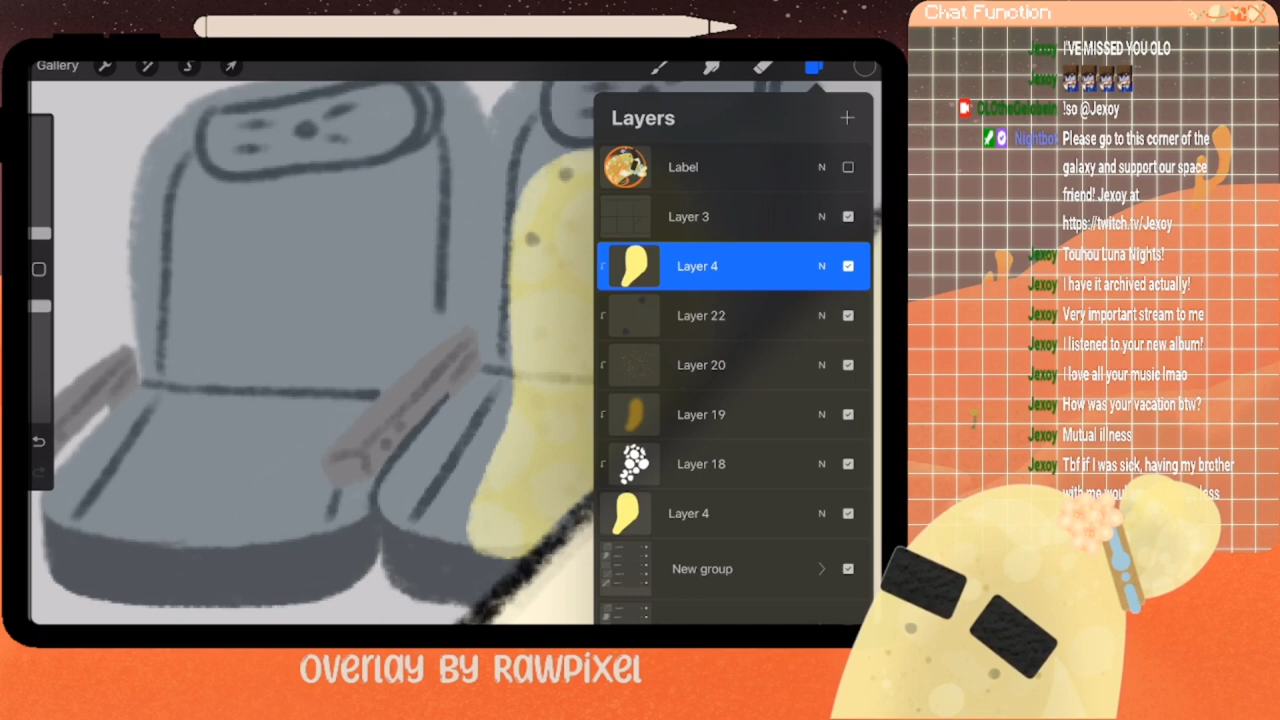 Chat Function
Gallery
Layers
Label N
Layer 3 N
Layer 4 N
Layer 22 N
Layer 20 N
Layer 19 N
Layer 18 N
Layer 4 N
New group
Jexoy I'VE MISSED YOU OLO
Jexoy
!so @Jexoy
Nightbot Please go to this corner of the
galaxy and support our space
friend! Jexoy at
https://twitch.tv/Jexoy
Jexoy Touhou Luna Nights!
Jexoy I have it archived actually!
Jexoy Very important stream to me
Jexoy I listened to your new album!
Jexoy I love all your music lmao
Jexoy How was your vacation btw?
Jexoy Mutual illness
Jexoy Tbf if I was sick, having my brother
with me
OVERLAY BY RAWPIXEL